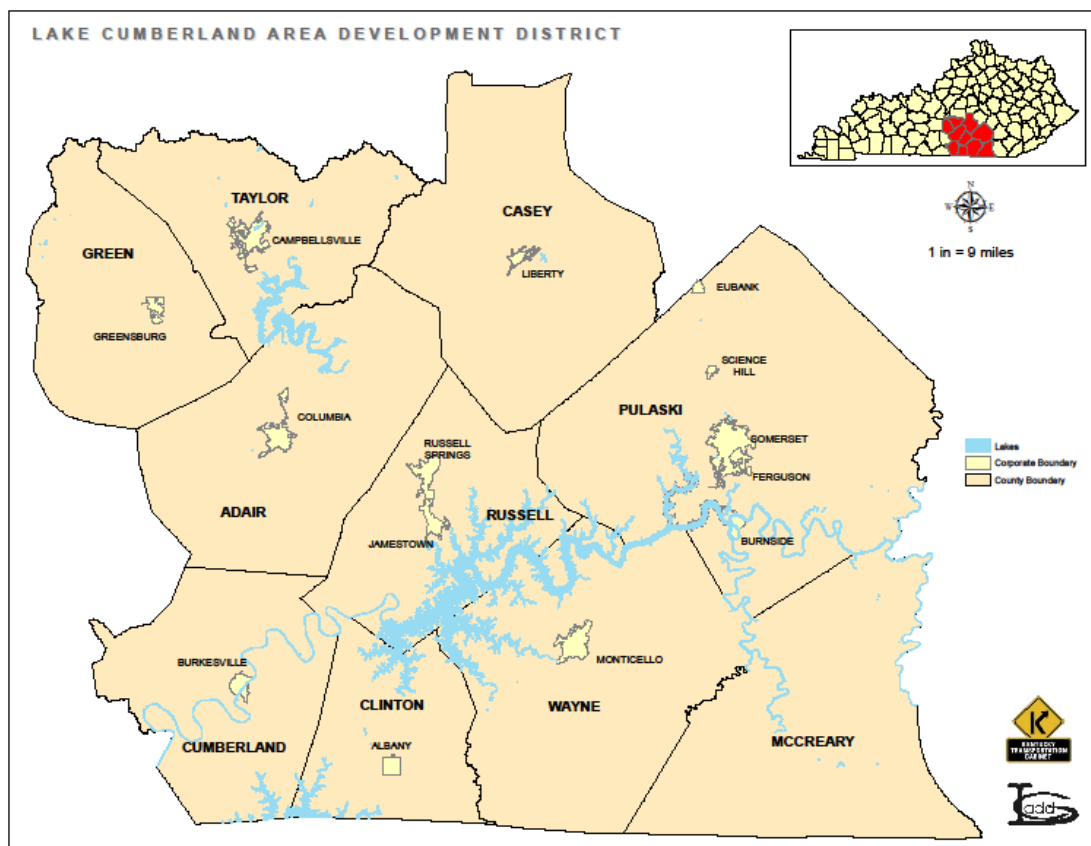 LAKE CUMBERLAND AREA DEVELOPMENT DISTRICT
N
W
E
S
1 in = 9 miles
TAYLOR
CASEY
CAMPBELLSVILLE
GREEN
LIBERTY
EUBANK
GREENSBURG
SCIENCE
HILL
PULASKI
COLUMBIA
SOMERSET
RUSSELL
SPRINGS
FERGUSON
Lakes
Corporate Boundary
County Boundary
ADAIR
RUSSELL
JAMESTOWN
BURNSIDE
BURKESVILLE
MONTICELLO
CLINTON
WAYNE
CUMBERLAND
ALBANY
MCCREARY
KENTUCKY
TRANSPORTATION
CABINET
add